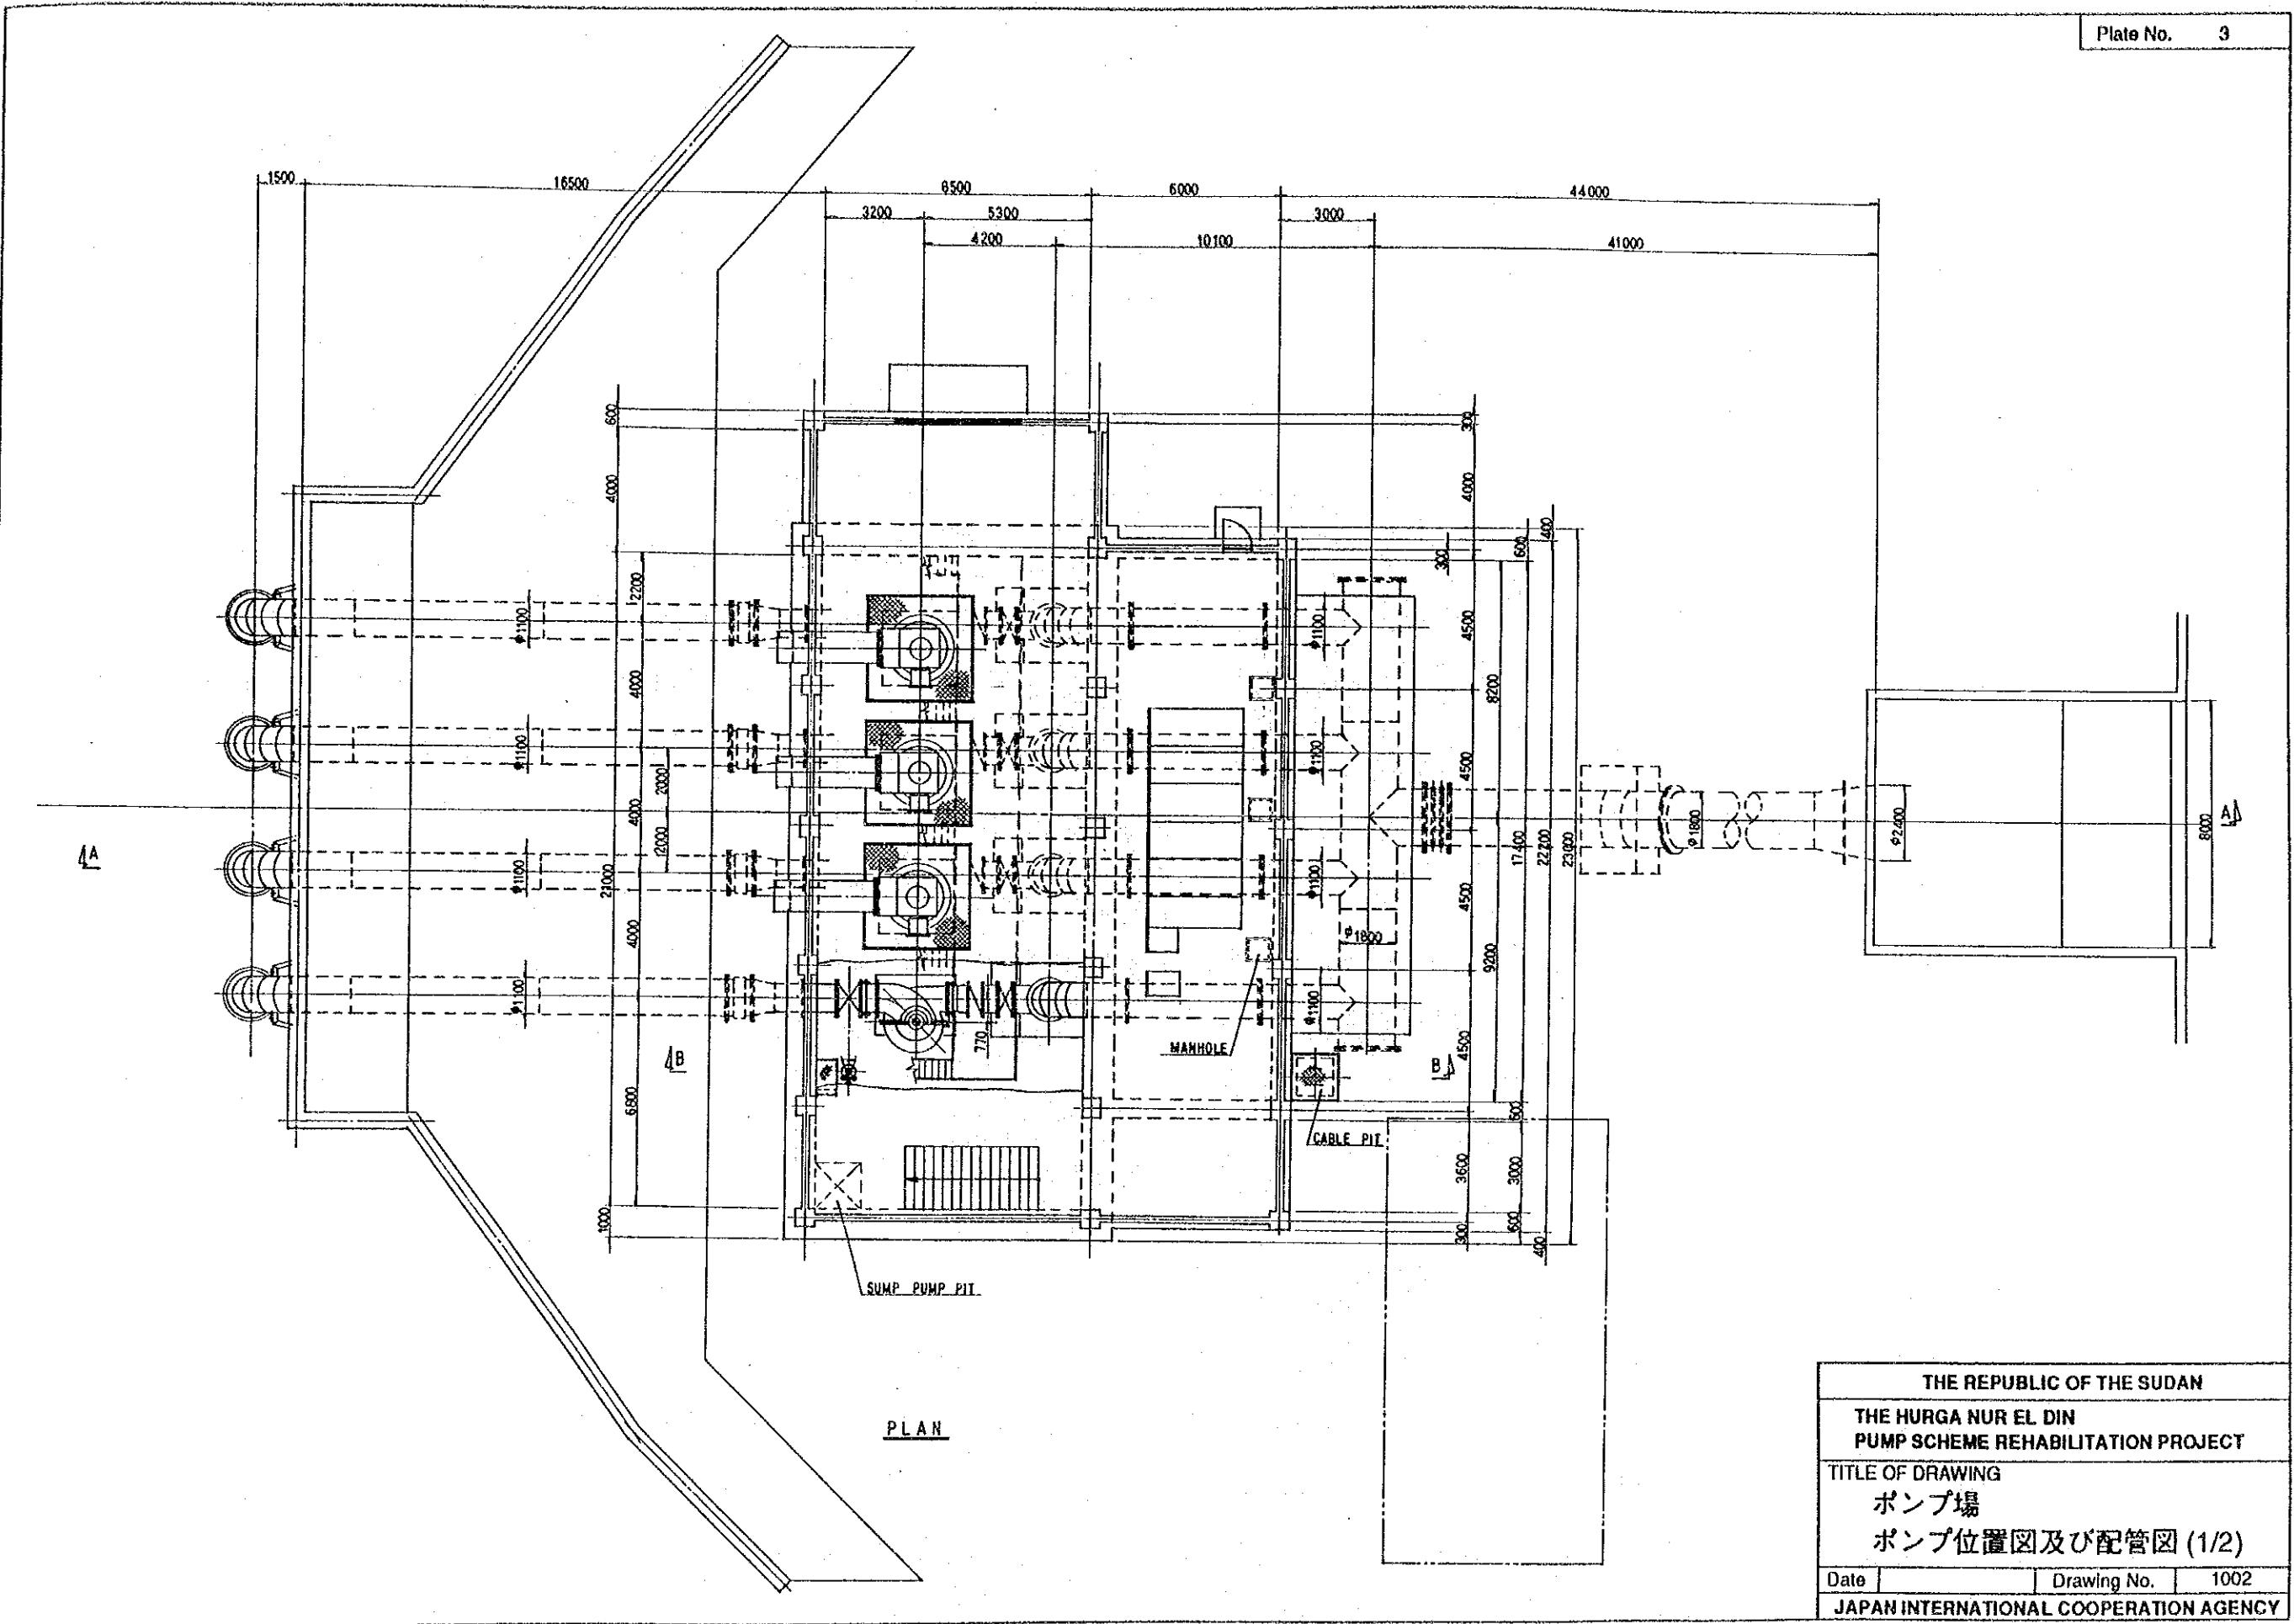 Plate No. 3
1500
16500
8500
6000
44000
3200
5300
3000
4200
10100
41000
600
300
4000
4000
400
600
300
2200
φ1100
φ1100
4500
4000
8200
φ1100
φ1100
4500
2000
4000
2000
φ1800
φ2400
8000
A
A
17400
22200
23000
φ1100
φ1100
21000
4500
4000
φ1800
9200
φ1100
φ1100
770
MANHOLE
4500
B
B
6800
600
CABLE PIT
3600
3000
1000
600
300
400
SUMP PUMP PIT
PLAN
THE REPUBLIC OF THE SUDAN
THE HURGA NUR EL DIN
PUMP SCHEME REHABILITATION PROJECT
TITLE OF DRAWING
ポンプ場
ポンプ位置図及び配管図 (1/2)
Date
Drawing No. 1002
JAPAN INTERNATIONAL COOPERATION AGENCY